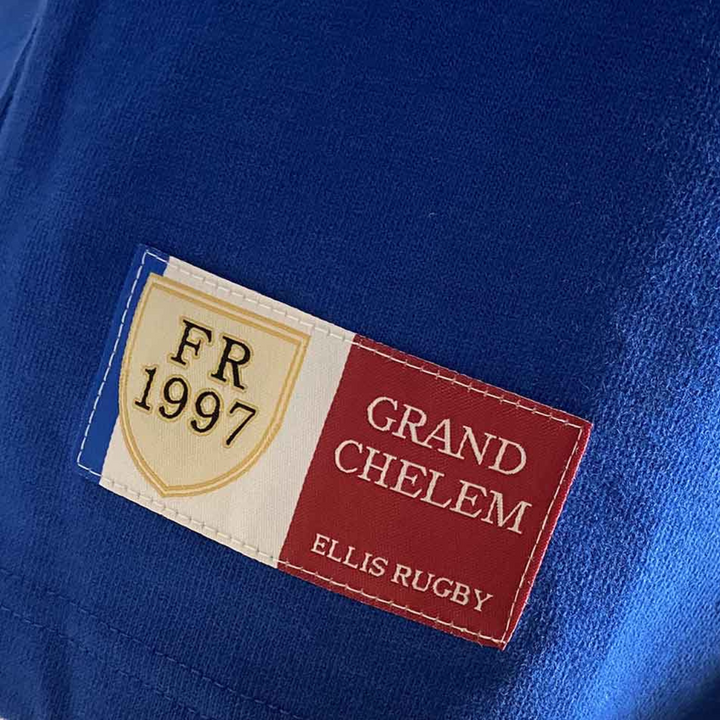 FR
1997
GRAND
CHELEM
ELLIS RUGBY